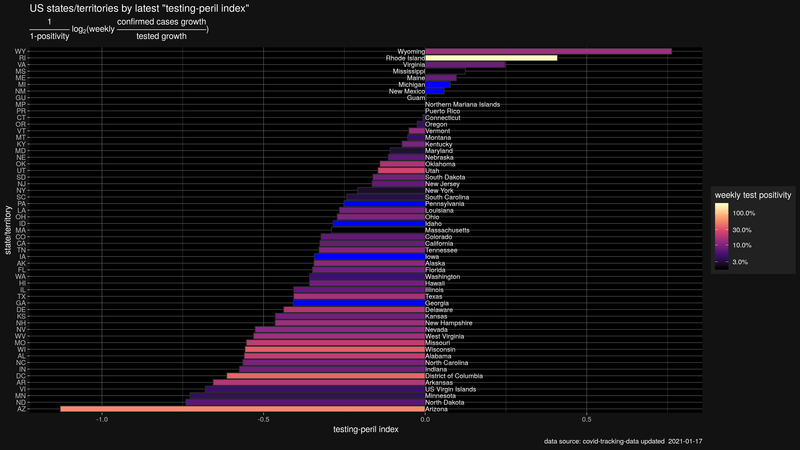 US states/territories by latest "testing-peril index"
1 / 1-positivity log2(weekly confirmed cases growth / tested growth)
WY Wyoming
RI Rhode Island
VA Virginia
MS Mississippi
ME Maine
MI Michigan
NM New Mexico
GU Guam
MP Northern Mariana Islands
PR Puerto Rico
CT Connecticut
OR Oregon
VT Vermont
MT Montana
KY Kentucky
MD Maryland
NE Nebraska
OK Oklahoma
UT Utah
SD South Dakota
NJ New Jersey
NY New York
SC South Carolina
PA Pennsylvania
LA Louisiana
OH Ohio
ID Idaho
MA Massachusetts
CO Colorado
CA California
TN Tennessee
IA Iowa
AK Alaska
FL Florida
WA Washington
HI Hawaii
IL Illinois
TX Texas
GA Georgia
DE Delaware
KS Kansas
NH New Hampshire
NV Nevada
WV West Virginia
MO Missouri
WI Wisconsin
AL Alabama
NC North Carolina
IN Indiana
DC District of Columbia
AR Arkansas
VI US Virgin Islands
MN Minnesota
ND North Dakota
AZ Arizona
state/territory
-1.0 -0.5 0.0 0.5
testing-peril index
weekly test positivity
100.0%
30.0%
10.0%
3.0%
data source: covid-tracking-data updated 2021-01-17